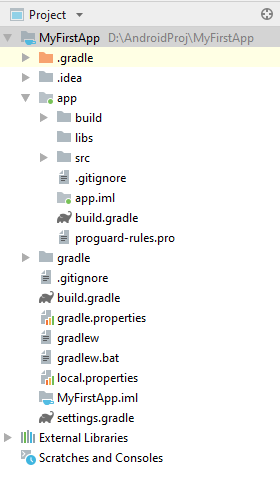 Project
MyFirstApp D:\AndroidProj\MyFirstApp
.gradle
.idea
app
build
libs
src
.gitignore
app.iml
build.gradle
proguard-rules.pro
gradle
.gitignore
build.gradle
gradle.properties
gradlew
gradlew.bat
local.properties
MyFirstApp.iml
settings.gradle
External Libraries
Scratches and Consoles